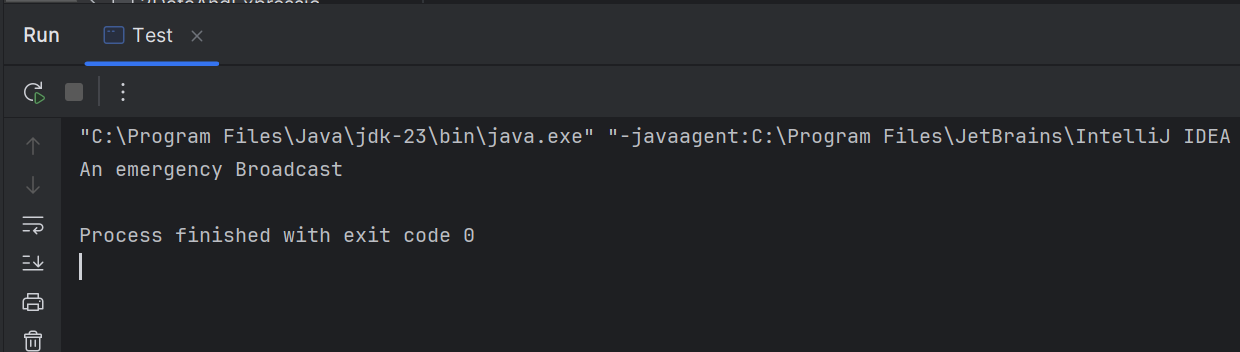 Run Test
"C:\Program Files\Java\jdk-23\bin\java.exe" "-javaagent:C:\Program Files\JetBrains\IntelliJ IDEA
An emergency Broadcast
Process finished with exit code 0